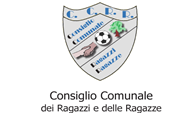 C. C. R. R.
Consiglio
Comunale
Ragazzi
Ragazze
Consiglio Comunale
dei Ragazzi e delle Ragazze